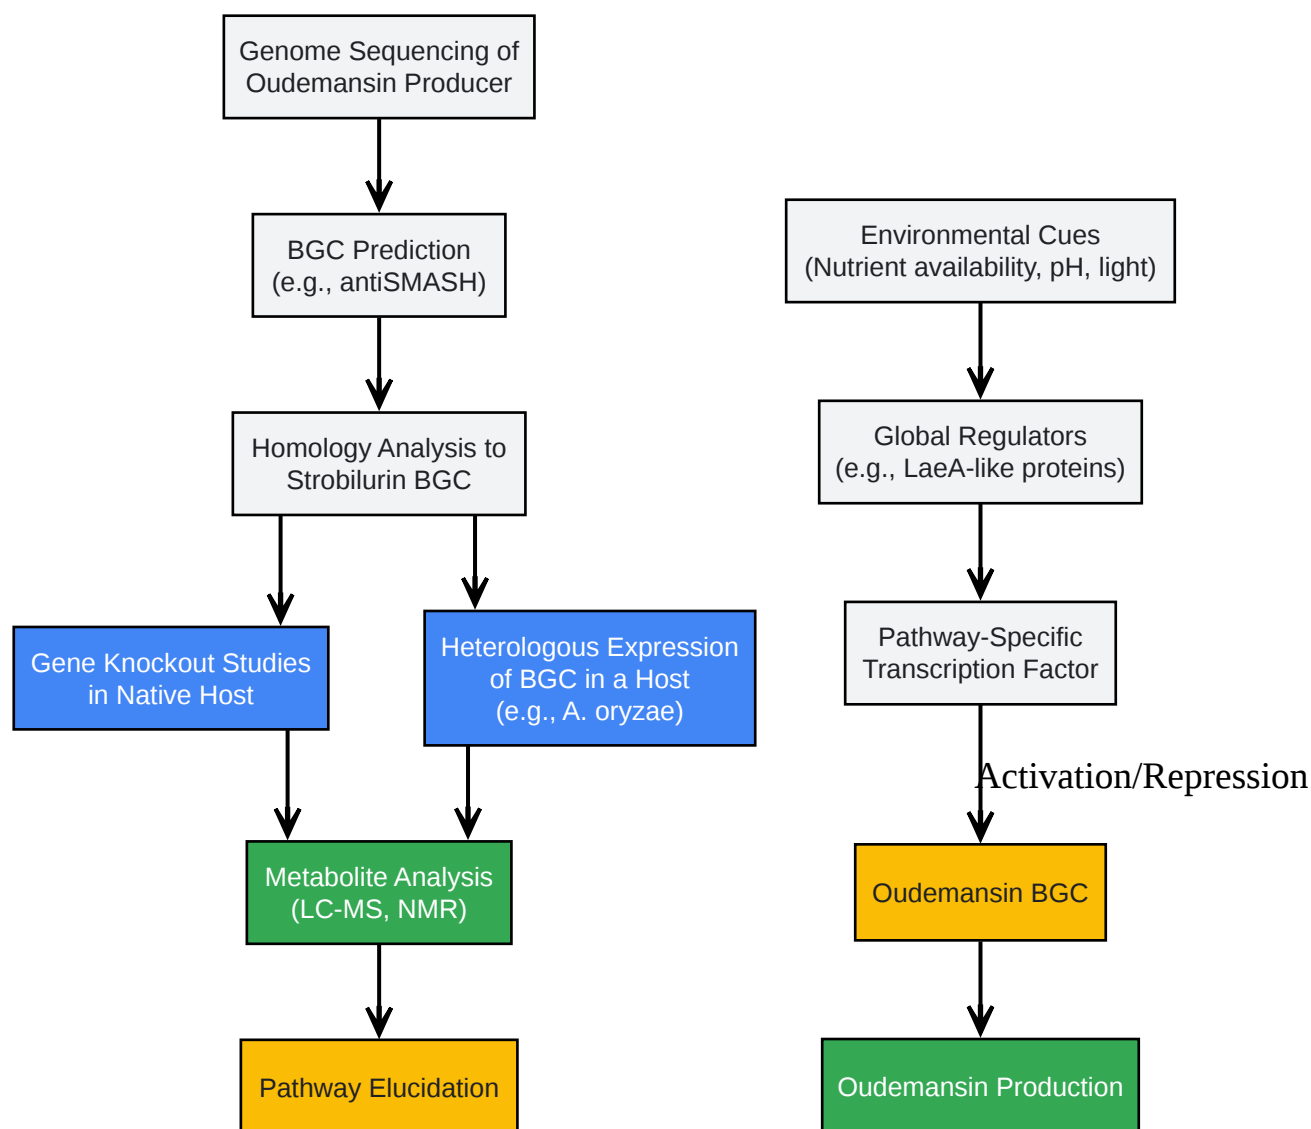 Genome Sequencing of
Oudemansin Producer
BGC Prediction
(e.g., antiSMASH)
Homology Analysis to
Strobilurin BGC
Gene Knockout Studies
in Native Host
Heterologous Expression
of BGC in a Host
(e.g., A. oryzae)
Metabolite Analysis
(LC-MS, NMR)
Pathway Elucidation
Environmental Cues
(Nutrient availability, pH, light)
Global Regulators
(e.g., LaeA-like proteins)
Pathway-Specific
Transcription Factor
Activation/Repression
Oudemansin BGC
Oudemansin Production